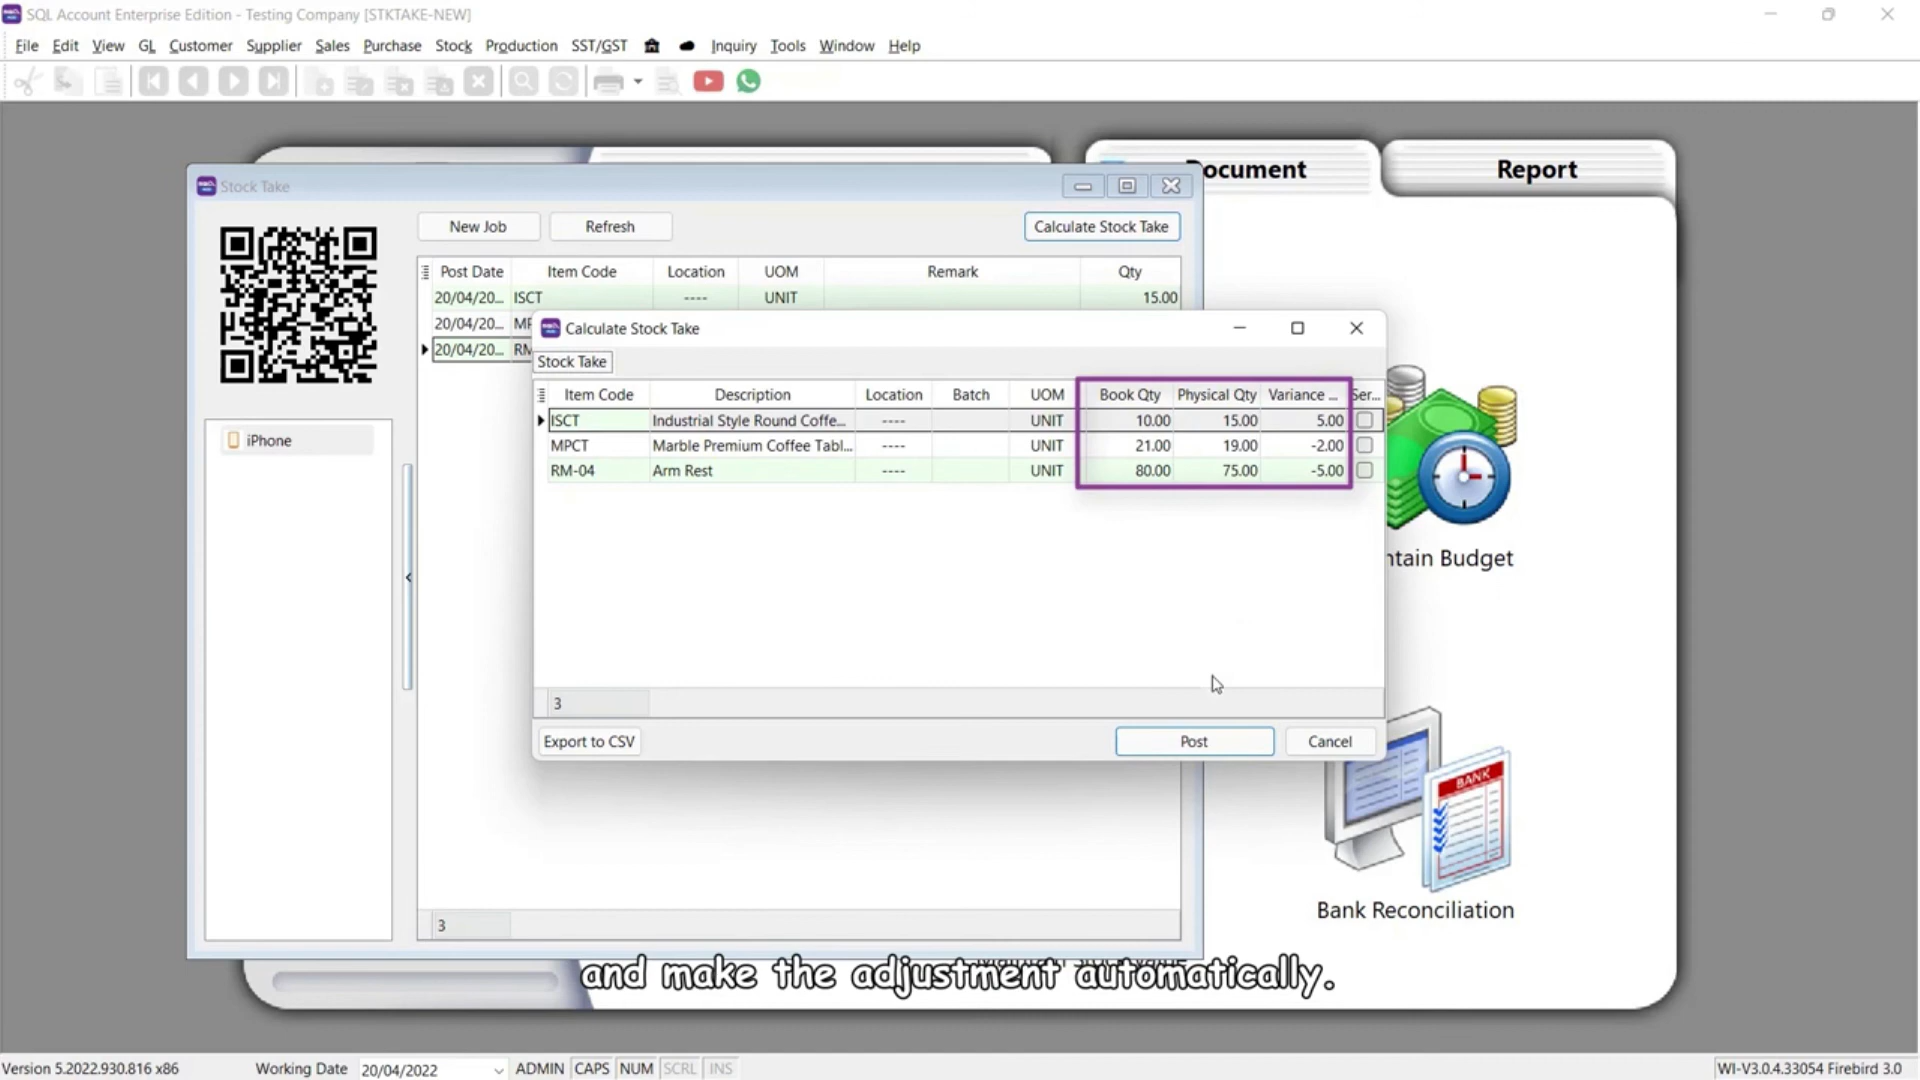 SQL Account Enterprise Edition - Testing Company [STKTAKE-NEW]
File Edit View GL Customer Supplier Sales Purchase Stock Production SST/GST Inquiry Tools Window Help
Document Report
Stock Take
New Job Refresh Calculate Stock Take
Post Date Item Code Location UOM Remark Qty
20/04/20... ISCT ---- UNIT 15.00
20/04/20...
20/04/20... RM
iPhone
3
Calculate Stock Take
Stock Take
Item Code Description Location Batch UOM Book Qty Physical Qty Variance ... Ser...
ISCT Industrial Style Round Coffe... ---- UNIT 10.00 15.00 5.00
MPCT Marble Premium Coffee Tabl... ---- UNIT 21.00 19.00 -2.00
RM-04 Arm Rest ---- UNIT 80.00 75.00 -5.00
3
Export to CSV Post Cancel
ntain Budget
BANK
Bank Reconciliation
and make the adjustment automatically.
Version 5.2022.930.816 x86 Working Date 20/04/2022 ADMIN CAPS NUM SCRL INS WI-V3.0.4.33054 Firebird 3.0